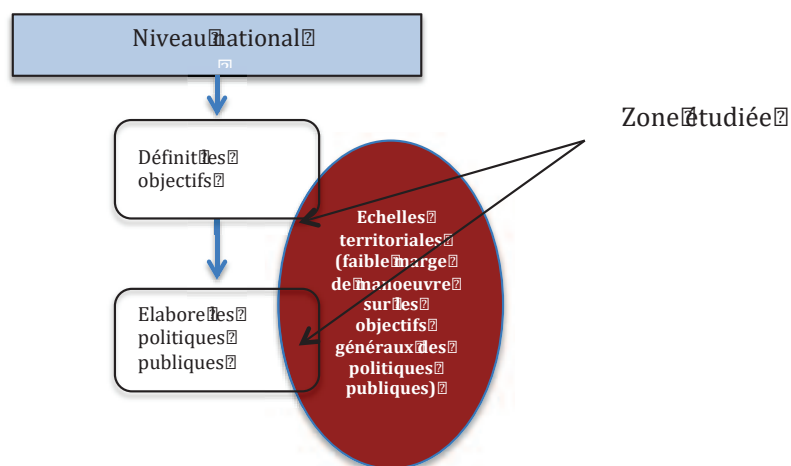 Niveau national
Zone étudiée
Définit les
objectifs
Echelles
territoriales
(faible marge
de manoeuvre
sur les
objectifs
généraux des
politiques
publiques)
Elabore les
politiques
publiques